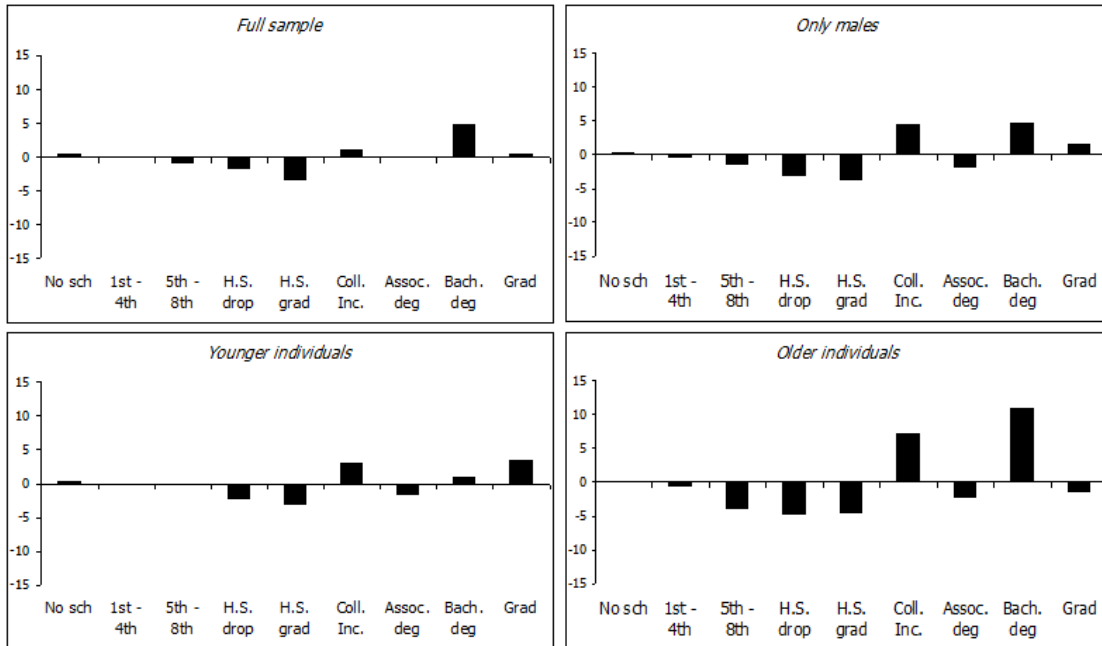 Full sample
15
10
5
0
-5
-10
-15
No sch 1st - 5th - H.S. H.S. Coll. Assoc. Bach. Grad
4th 8th drop grad Inc. deg deg
Only males
15
10
5
0
-5
-10
-15
No sch 1st - 5th - H.S. H.S. Coll. Assoc. Bach. Grad
4th 8th drop grad Inc. deg deg
Younger individuals
15
10
5
0
-5
-10
-15
No sch 1st - 5th - H.S. H.S. Coll. Assoc. Bach. Grad
4th 8th drop grad Inc. deg deg
Older individuals
15
10
5
0
-5
-10
-15
No sch 1st - 5th - H.S. H.S. Coll. Assoc. Bach. Grad
4th 8th drop grad Inc. deg deg